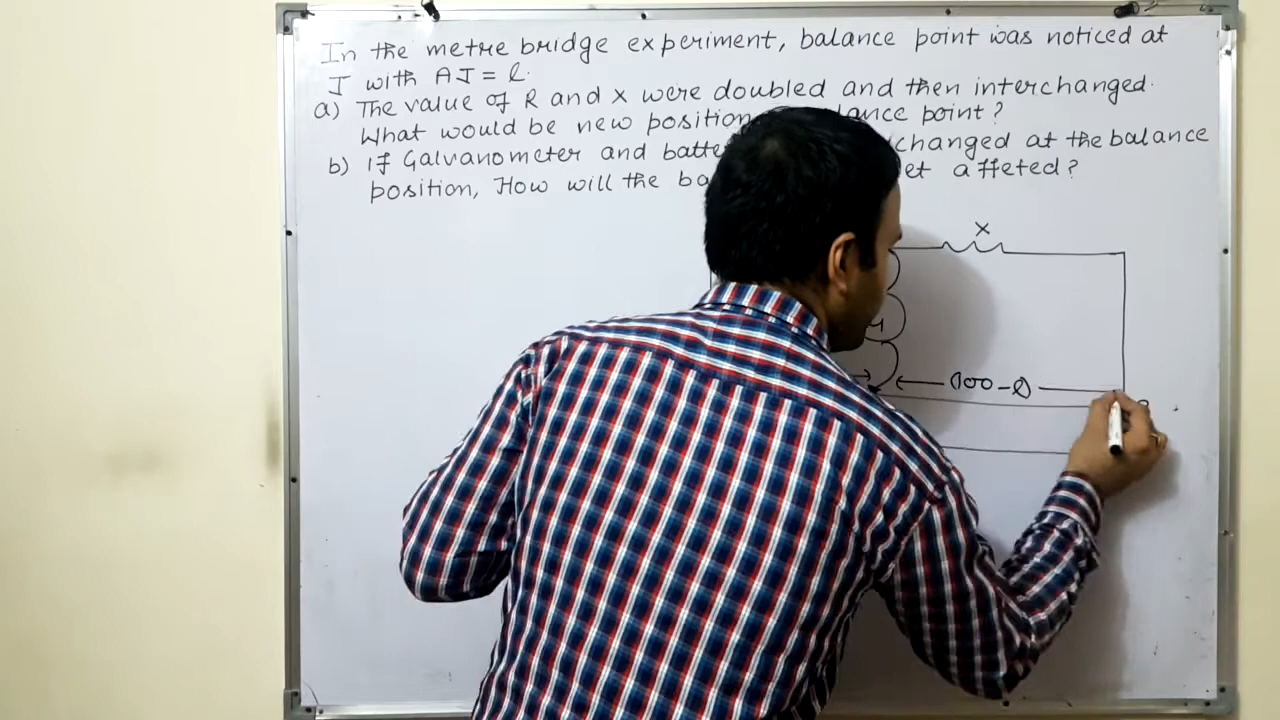 In the metre bridge experiment, balance point was noticed at
J with AJ = l.
a) The value of R and X were doubled and then interchanged.
What would be new position ance point?
b) If Galvanometer and batte changed at the balance
position, How will the ba et affeted?
X
100-l